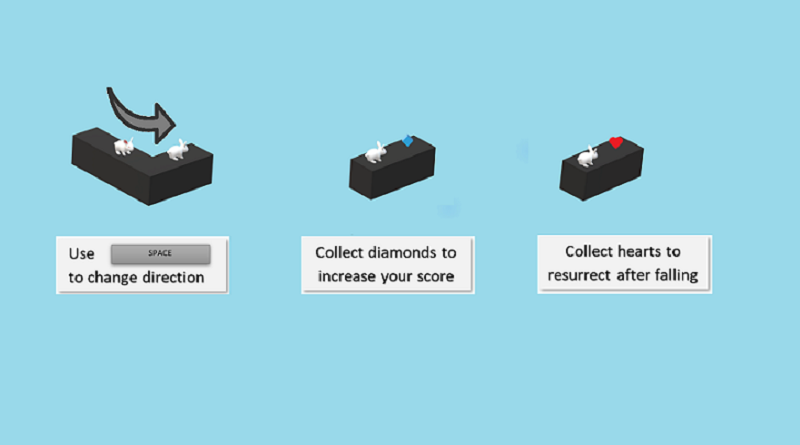 Use SPACE
to change direction
Collect diamonds to
increase your score
Collect hearts to
resurrect after falling